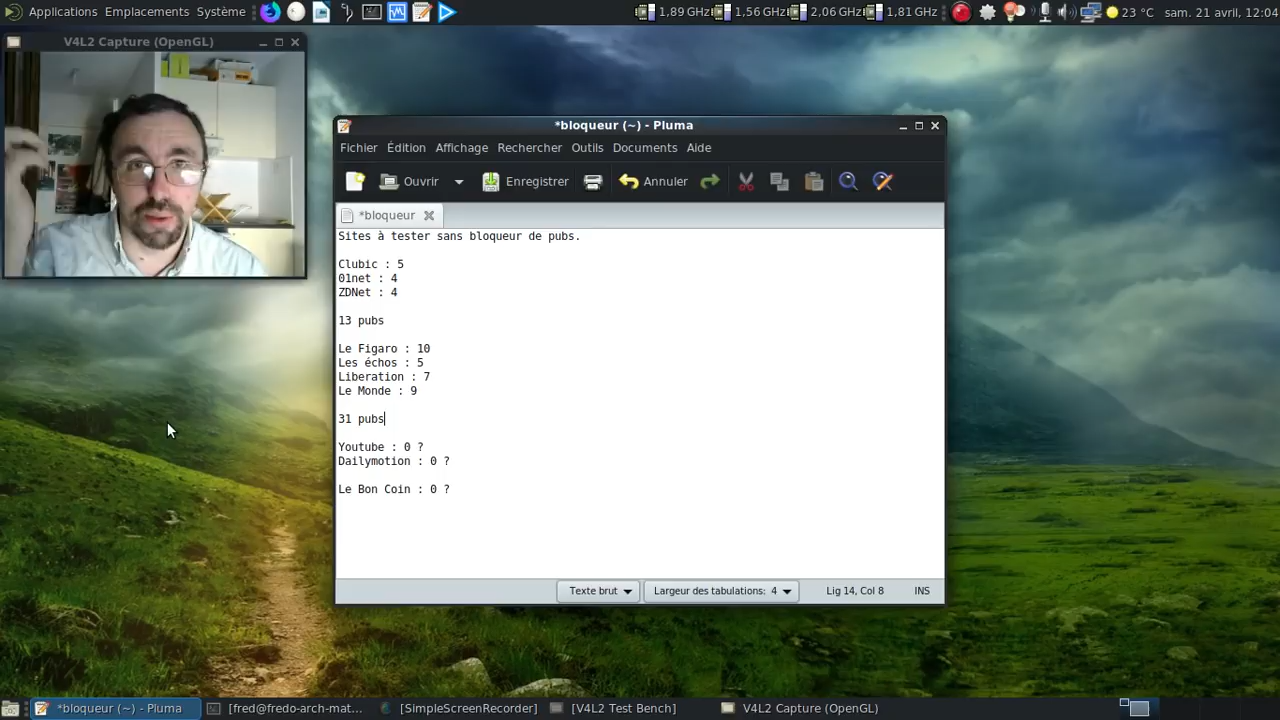 Applications Emplacements Système
1,89 GHz 1,56 GHz 2,06 GHz 1,81 GHz 23 °C sam. 21 avril, 12:04
V4L2 Capture (OpenGL)
*bloqueur (~) - Pluma
Fichier Édition Affichage Rechercher Outils Documents Aide
Ouvrir Enregistrer Annuler
*bloqueur
Sites à tester sans bloqueur de pubs.
Clubic : 5
01net : 4
ZDNet : 4
13 pubs
Le Figaro : 10
Les échos : 5
Liberation : 7
Le Monde : 9
31 pubs
Youtube : 0 ?
Dailymotion : 0 ?
Le Bon Coin : 0 ?
Texte brut Largeur des tabulations: 4 Lig 14, Col 8 INS
*bloqueur (~) - Pluma [fred@fredo-arch-mat... [SimpleScreenRecorder] [V4L2 Test Bench] V4L2 Capture (OpenGL)